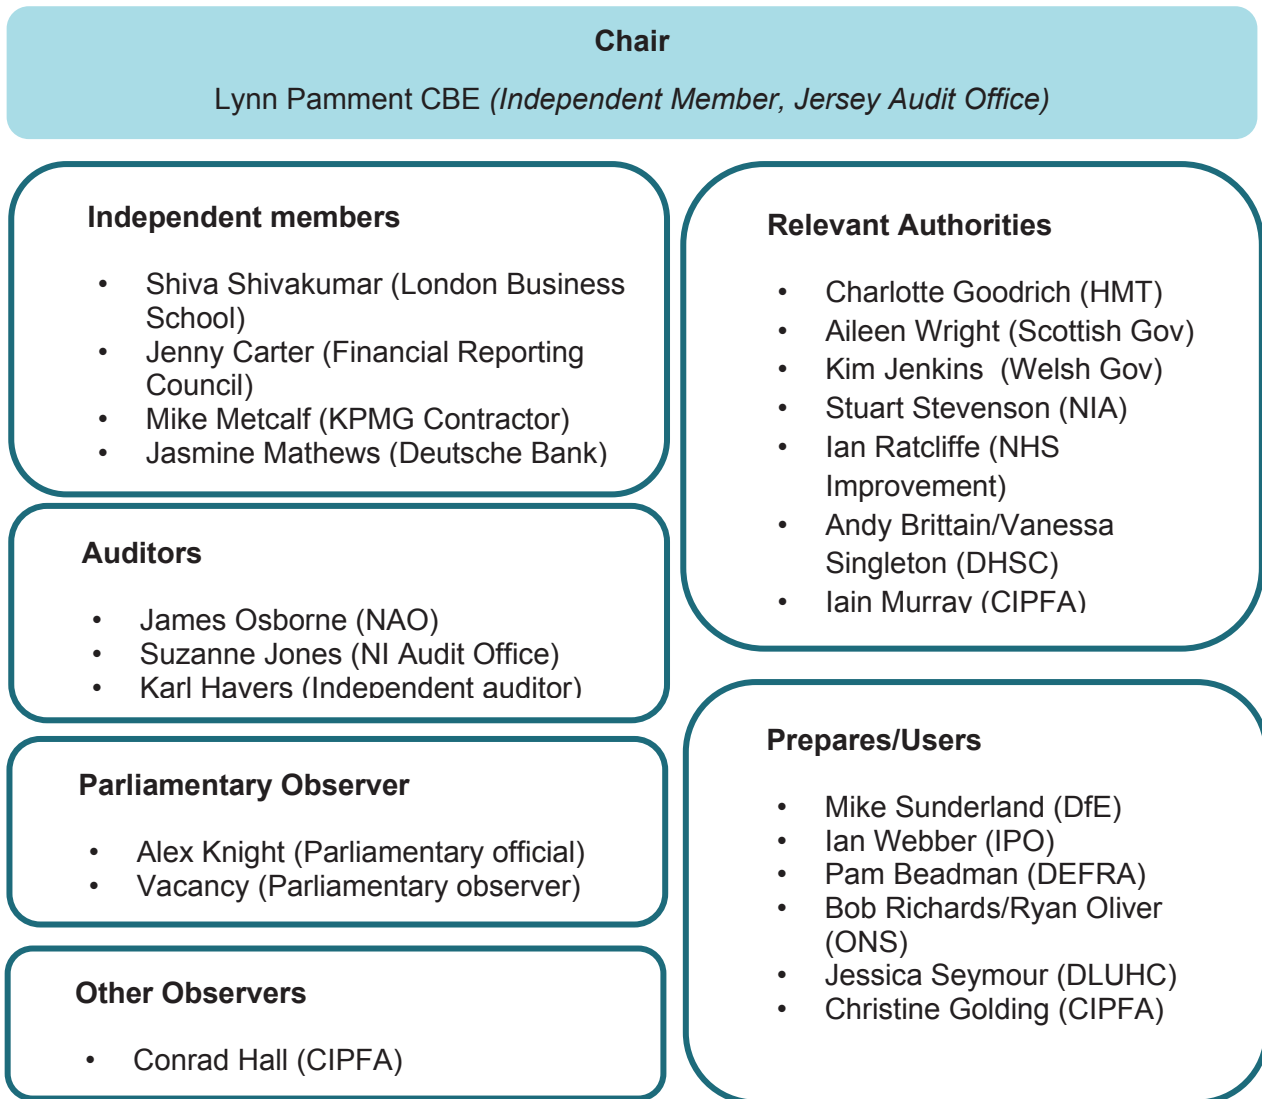 Chair
Lynn Pamment CBE (Independent Member, Jersey Audit Office)
Independent members
• Shiva Shivakumar (London Business
School)
• Jenny Carter (Financial Reporting
Council)
• Mike Metcalf (KPMG Contractor)
• Jasmine Mathews (Deutsche Bank)
Auditors
• James Osborne (NAO)
• Suzanne Jones (NI Audit Office)
• Karl Havers (Independent auditor)
Parliamentary Observer
• Alex Knight (Parliamentary official)
• Vacancy (Parliamentary observer)
Other Observers
• Conrad Hall (CIPFA)
Relevant Authorities
• Charlotte Goodrich (HMT)
• Aileen Wright (Scottish Gov)
• Kim Jenkins  (Welsh Gov)
• Stuart Stevenson (NIA)
• Ian Ratcliffe (NHS
Improvement)
• Andy Brittain/Vanessa
Singleton (DHSC)
• Iain Murray (CIPFA)
Prepares/Users
• Mike Sunderland (DfE)
• Ian Webber (IPO)
• Pam Beadman (DEFRA)
• Bob Richards/Ryan Oliver
(ONS)
• Jessica Seymour (DLUHC)
• Christine Golding (CIPFA)